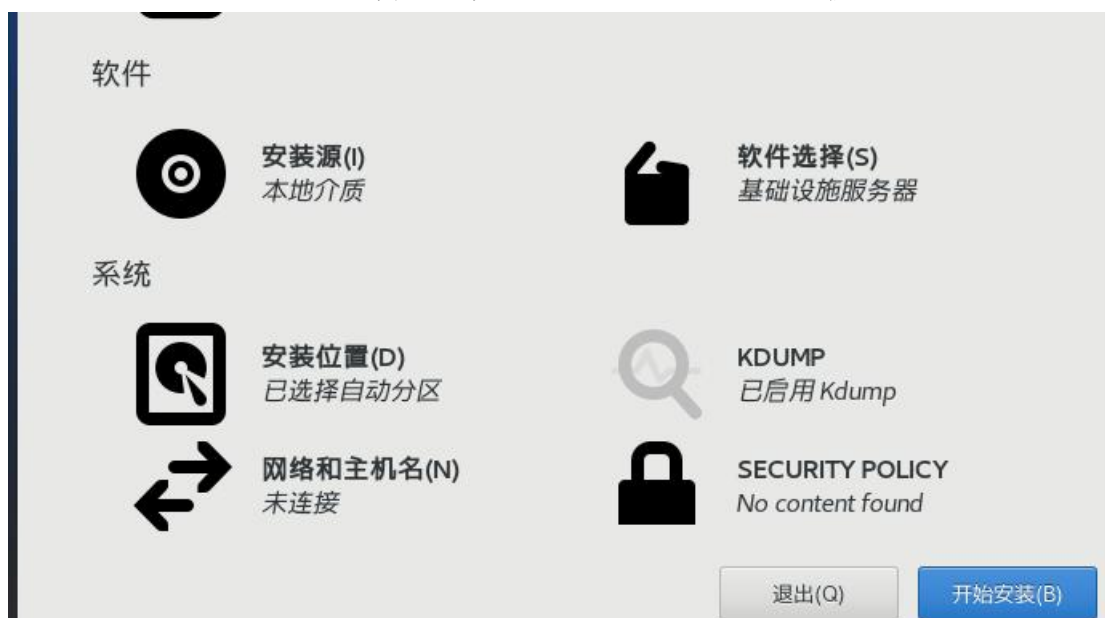 软件
安装源(I)
本地介质
软件选择(S)
基础设施服务器
系统
安装位置(D)
已选择自动分区
KDUMP
已启用 Kdump
网络和主机名(N)
未连接
SECURITY POLICY
No content found
退出(Q)
开始安装(B)